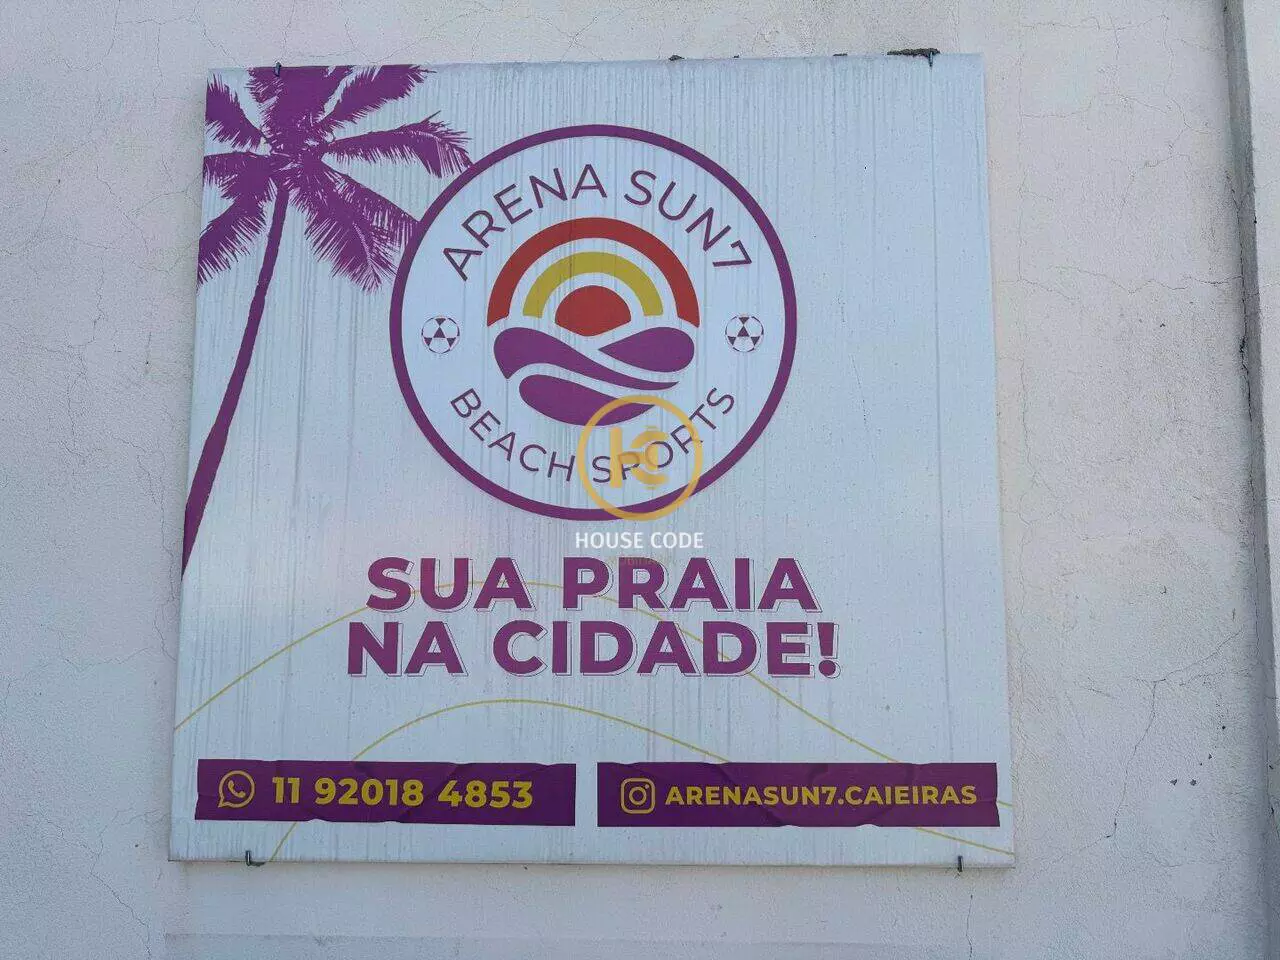 ARENA SUN7
BEACH SPORTS
HOUSE CODE
SUA PRAIA
NA CIDADE!
11 92018 4853
ARENASUN7.CAIEIRAS